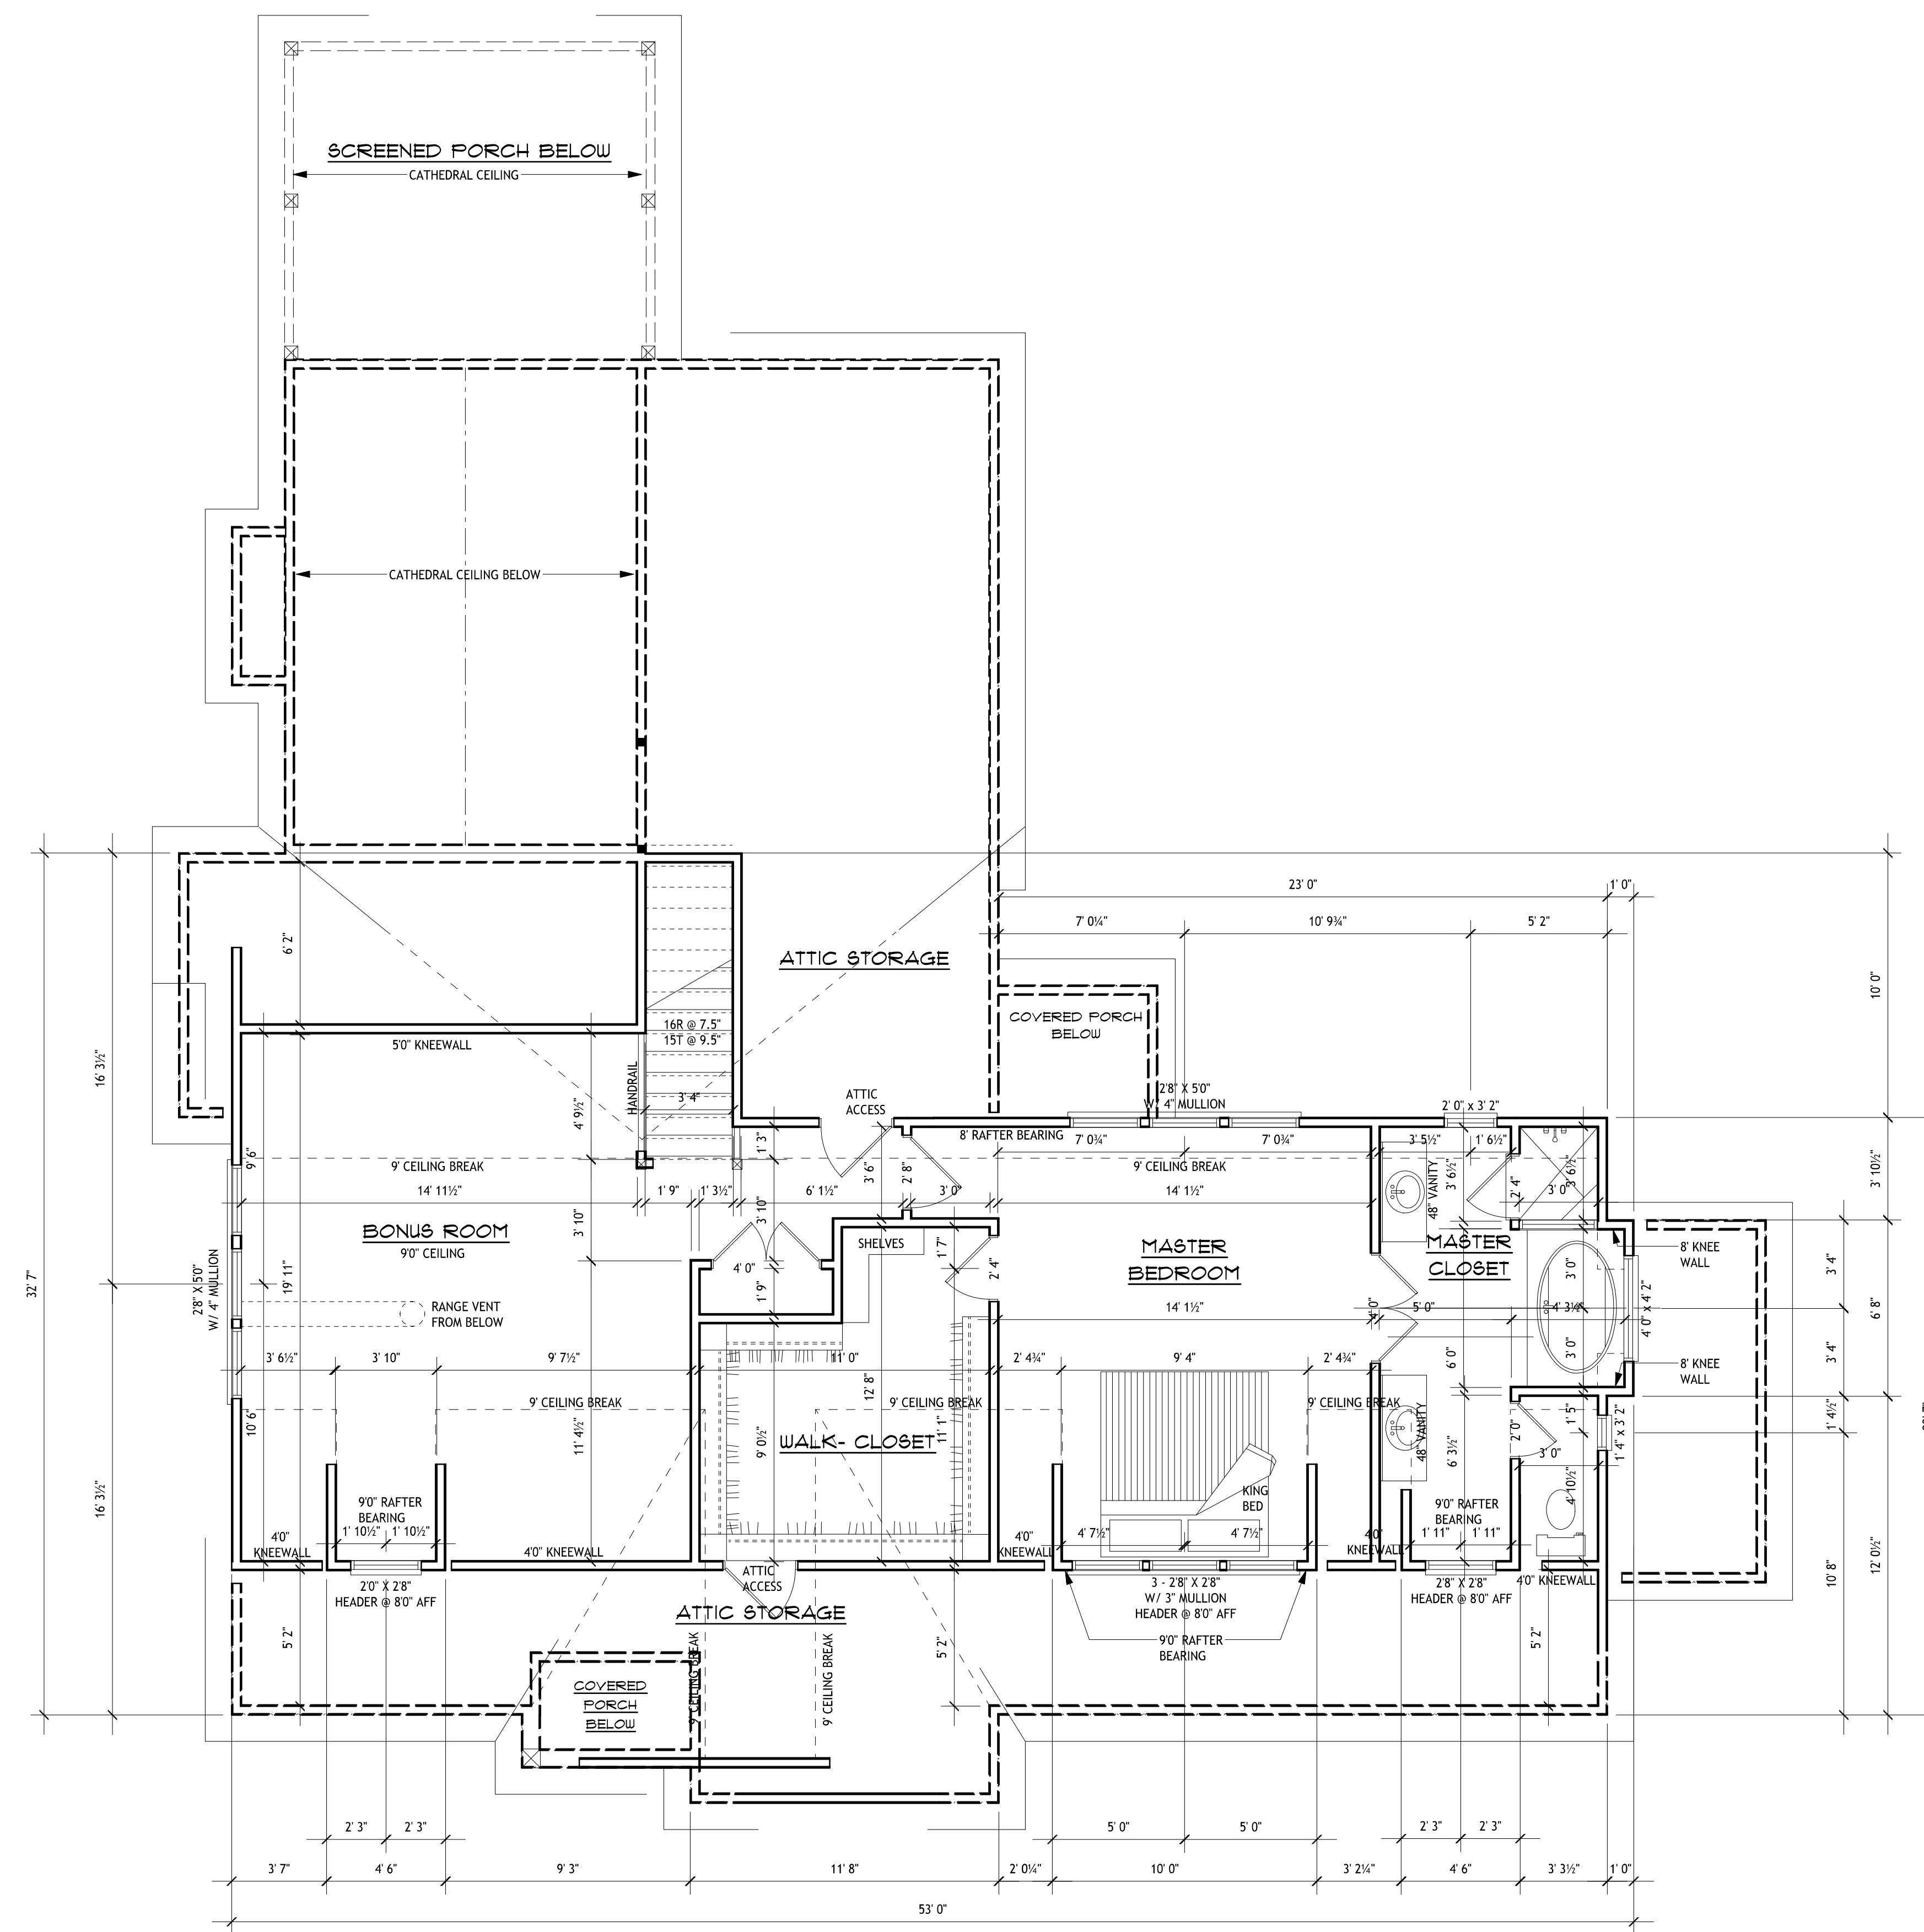 SCREENED PORCH BELOW
CATHEDRAL CEILING
CATHEDRAL CEILING BELOW
23' 0"
1' 0"
7' 0¼"
10' 9¾"
5' 2"
6' 2"
ATTIC STORAGE
10' 0"
COVERED PORCH
BELOW
16R @ 7.5"
15T @ 9.5"
5'0" KNEEWALL
16' 3½"
HANDRAIL
3' 4"
4' 9½"
ATTIC
ACCESS
2'8" X 5'0"
W/ 4" MULLION
2' 0" x 3' 2"
8' RAFTER BEARING
7' 0¾"
7' 0¾"
3' 5½"
1' 6½"
1' 3"
9' 6"
9' CEILING BREAK
9' CEILING BREAK
3' 6"
2' 8"
48" VANITY
3' 6½"
2' 4"
3' 6½"
3' 10½"
14' 11½"
1' 9"
1' 3½"
6' 1½"
3' 0"
14' 1½"
3' 0"
3' 10"
3' 10"
BONUS ROOM
9'0" CEILING
SHELVES
1' 7"
MASTER
BEDROOM
MASTER
CLOSET
8' KNEE
WALL
32' 7"
2'8" X 5'0"
W/ 4" MULLION
19' 11"
4' 0"
1' 9"
2' 4"
3' 0"
3' 4"
RANGE VENT
FROM BELOW
14' 1½"
4' 0"
5' 0"
4' 3½"
4' 0" x 4' 2"
6' 8"
3' 6½"
3' 10"
9' 7½"
11' 0"
2' 4¾"
9' 4"
2' 4¾"
6' 0"
3' 0"
3' 4"
8' KNEE
WALL
12' 8"
9' CEILING BREAK
9' CEILING BREAK
9' CEILING BREAK
10' 6"
11' 4½"
9' 0½"
WALK- CLOSET
11' 1"
48" VANITY
6' 3½"
2' 0"
1' 5"
1' 4" x 3' 2"
1' 4½"
3' 0"
16' 3½"
KING
BED
4' 10½"
9'0" RAFTER
BEARING
1' 10½"
1' 10½"
9'0" RAFTER
BEARING
1' 11"
1' 11"
4' 7½"
4' 7½"
4'0"
KNEEWALL
4'0" KNEEWALL
4'0"
KNEEWALL
4'0"
KNEEWALL
10' 8"
12' 0½"
ATTIC
ACCESS
2'0" X 2'8"
HEADER @ 8'0" AFF
3 - 2'8" X 2'8"
W/ 3" MULLION
HEADER @ 8'0" AFF
2'8" X 2'8"
HEADER @ 8'0" AFF
4'0" KNEEWALL
ATTIC STORAGE
5' 2"
5' 2"
5' 2"
9'0" RAFTER
BEARING
9' CEILING BREAK
9' CEILING BREAK
COVERED
PORCH
BELOW
2' 3"
2' 3"
5' 0"
5' 0"
2' 3"
2' 3"
3' 7"
4' 6"
9' 3"
11' 8"
2' 0¼"
10' 0"
3' 2¼"
4' 6"
3' 3½"
1' 0"
53' 0"